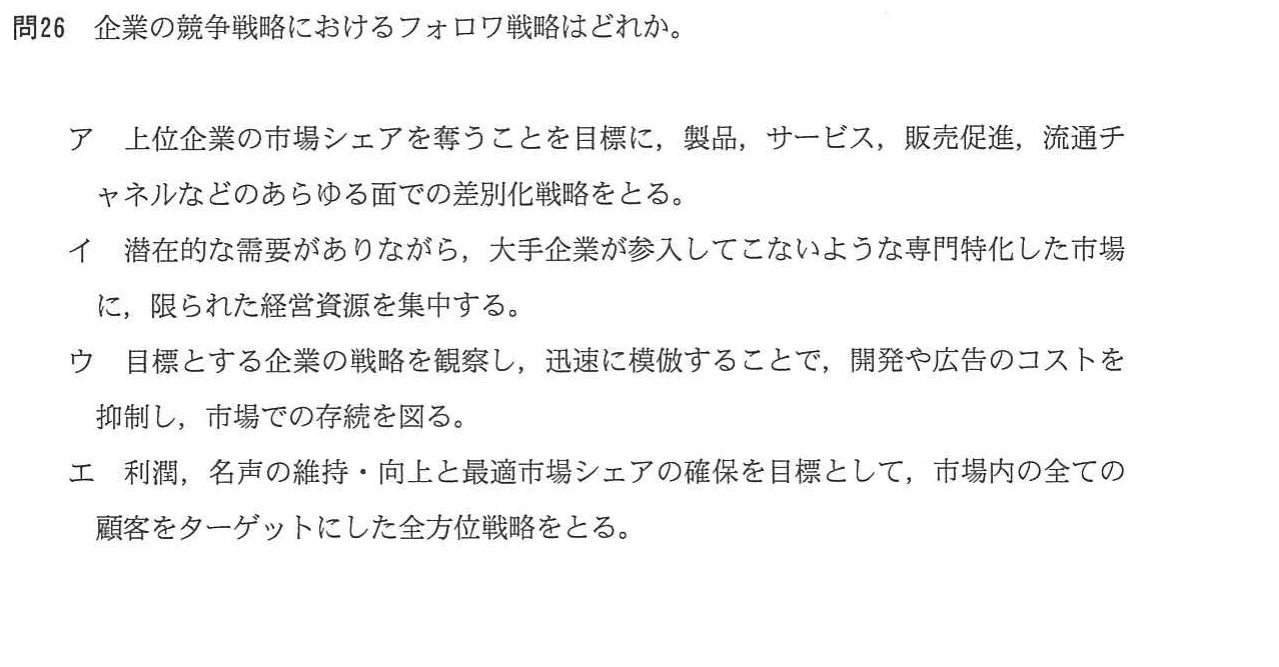 問26　企業の競争戦略におけるフォロワ戦略はどれか。
ア　上位企業の市場シェアを奪うことを目標に，製品，サービス，販売促進，流通チ
ャネルなどのあらゆる面での差別化戦略をとる。
イ　潜在的な需要がありながら，大手企業が参入してこないような専門特化した市場
に，限られた経営資源を集中する。
ウ　目標とする企業の戦略を観察し，迅速に模倣することで，開発や広告のコストを
抑制し，市場での存続を図る。
エ　利潤，名声の維持・向上と最適市場シェアの確保を目標として，市場内の全ての
顧客をターゲットにした全方位戦略をとる。